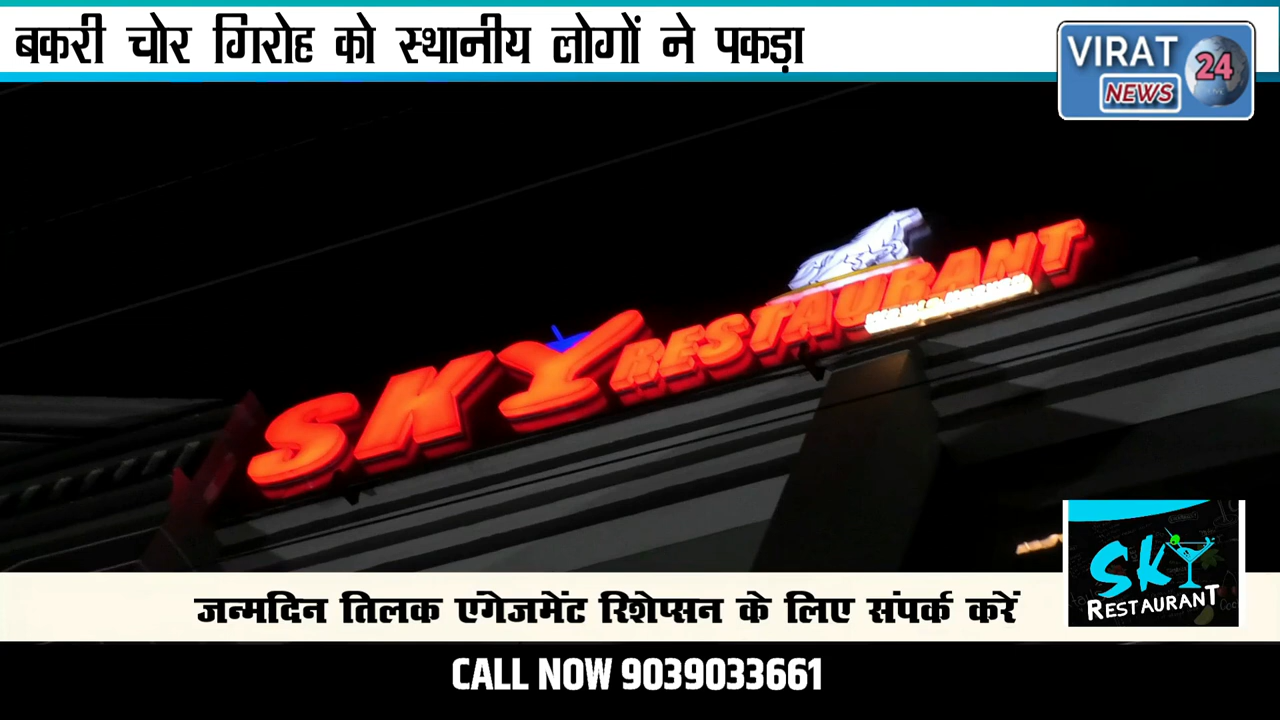 बकरी चोर गिरोह को स्थानीय लोगों ने पकड़ा
VIRAT
24
NEWS
SKY RESTAURANT
SKY
RESTAURANT
जन्मदिन तिलक एंगेजमेंट रिशेप्सन के लिए संपर्क करें
CALL NOW 9039033661